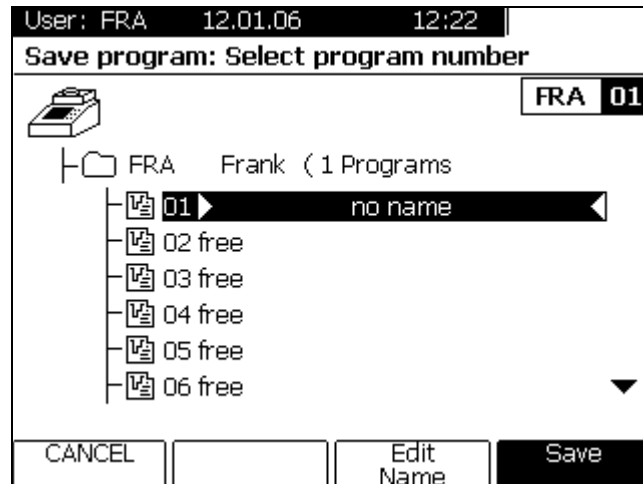 User: FRA 12.01.06 12:22
Save program: Select program number
FRA 01
FRA Frank ( 1 Programs
01 no name
02 free
03 free
04 free
05 free
06 free
CANCEL
Edit
Name
Save